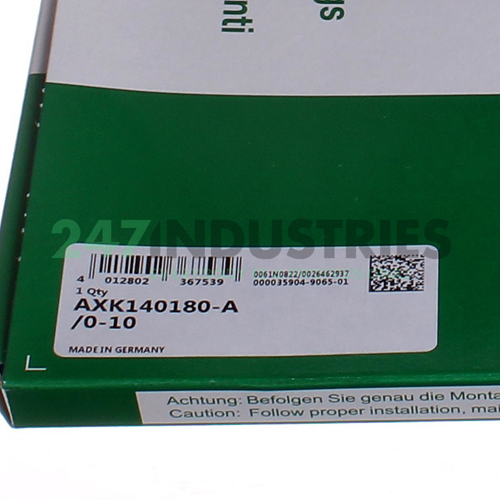 gs
nti
247INDUSTRIES
4 012802 367539
1 Qty
0061N0822/0026462937
000035904-9065-01
AXK140180-A
/0-10
MADE IN GERMANY
Achtung: Befolgen Sie genau die Monta
Caution: Follow proper installation, mai